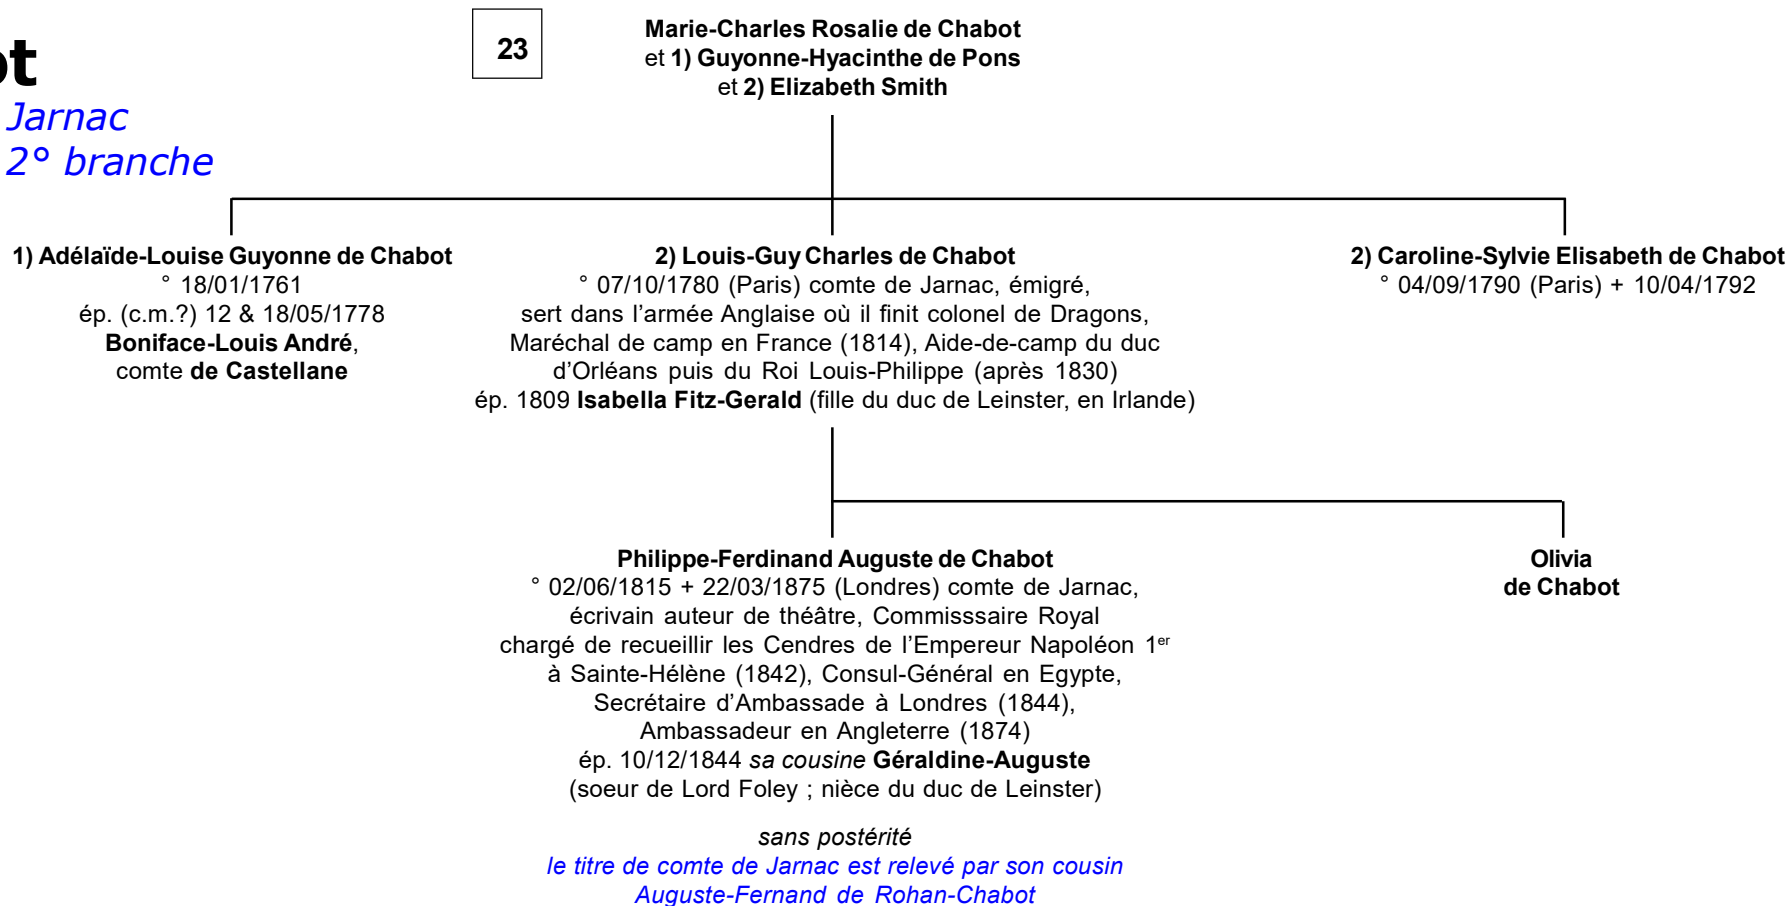 ot
Jarnac
2° branche
23
Marie-Charles Rosalie de Chabot
et 1) Guyonne-Hyacinthe de Pons
et 2) Elizabeth Smith
1) Adélaïde-Louise Guyonne de Chabot
° 18/01/1761
ép. (c.m.?) 12 & 18/05/1778
Boniface-Louis André,
comte de Castellane
2) Louis-Guy Charles de Chabot
° 07/10/1780 (Paris) comte de Jarnac, émigré,
sert dans l’armée Anglaise où il finit colonel de Dragons,
Maréchal de camp en France (1814), Aide-de-camp du duc
d’Orléans puis du Roi Louis-Philippe (après 1830)
ép. 1809 Isabella Fitz-Gerald (fille du duc de Leinster, en Irlande)
2) Caroline-Sylvie Elisabeth de Chabot
° 04/09/1790 (Paris) + 10/04/1792
Philippe-Ferdinand Auguste de Chabot
° 02/06/1815 + 22/03/1875 (Londres) comte de Jarnac,
écrivain auteur de théâtre, Commisssaire Royal
chargé de recueillir les Cendres de l’Empereur Napoléon 1er
à Sainte-Hélène (1842), Consul-Général en Egypte,
Secrétaire d’Ambassade à Londres (1844),
Ambassadeur en Angleterre (1874)
ép. 10/12/1844 sa cousine Géraldine-Auguste
(soeur de Lord Foley ; nièce du duc de Leinster)
sans postérité
le titre de comte de Jarnac est relevé par son cousin
Auguste-Fernand de Rohan-Chabot
Olivia
de Chabot